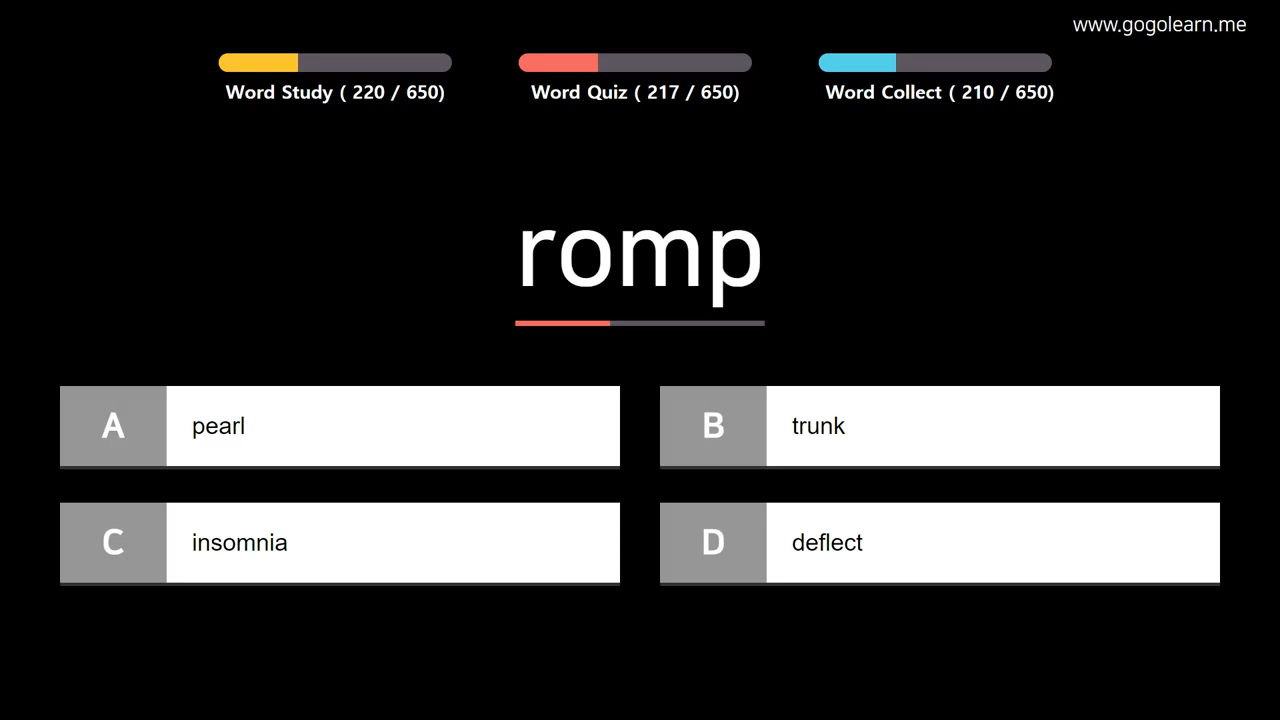 www.gogolearn.me
Word Study ( 220 / 650)
Word Quiz ( 217 / 650)
Word Collect ( 210 / 650)
romp
A pearl
B trunk
C insomnia
D deflect